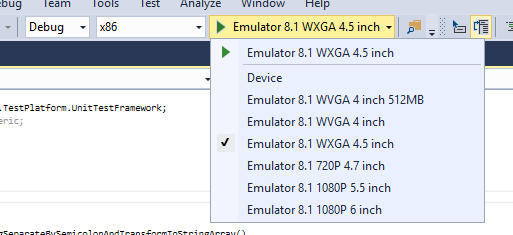 ebug Team Tools Test Analyze Window Help
Debug x86 Emulator 8.1 WXGA 4.5 inch
Emulator 8.1 WXGA 4.5 inch
Device
.TestPlatform.UnitTestFramework;
Emulator 8.1 WVGA 4 inch 512MB
eric;
Emulator 8.1 WVGA 4 inch
Emulator 8.1 WXGA 4.5 inch
Emulator 8.1 720P 4.7 inch
Emulator 8.1 1080P 5.5 inch
Emulator 8.1 1080P 6 inch
gSeparateBySemicolonAndTransformToStringArray()